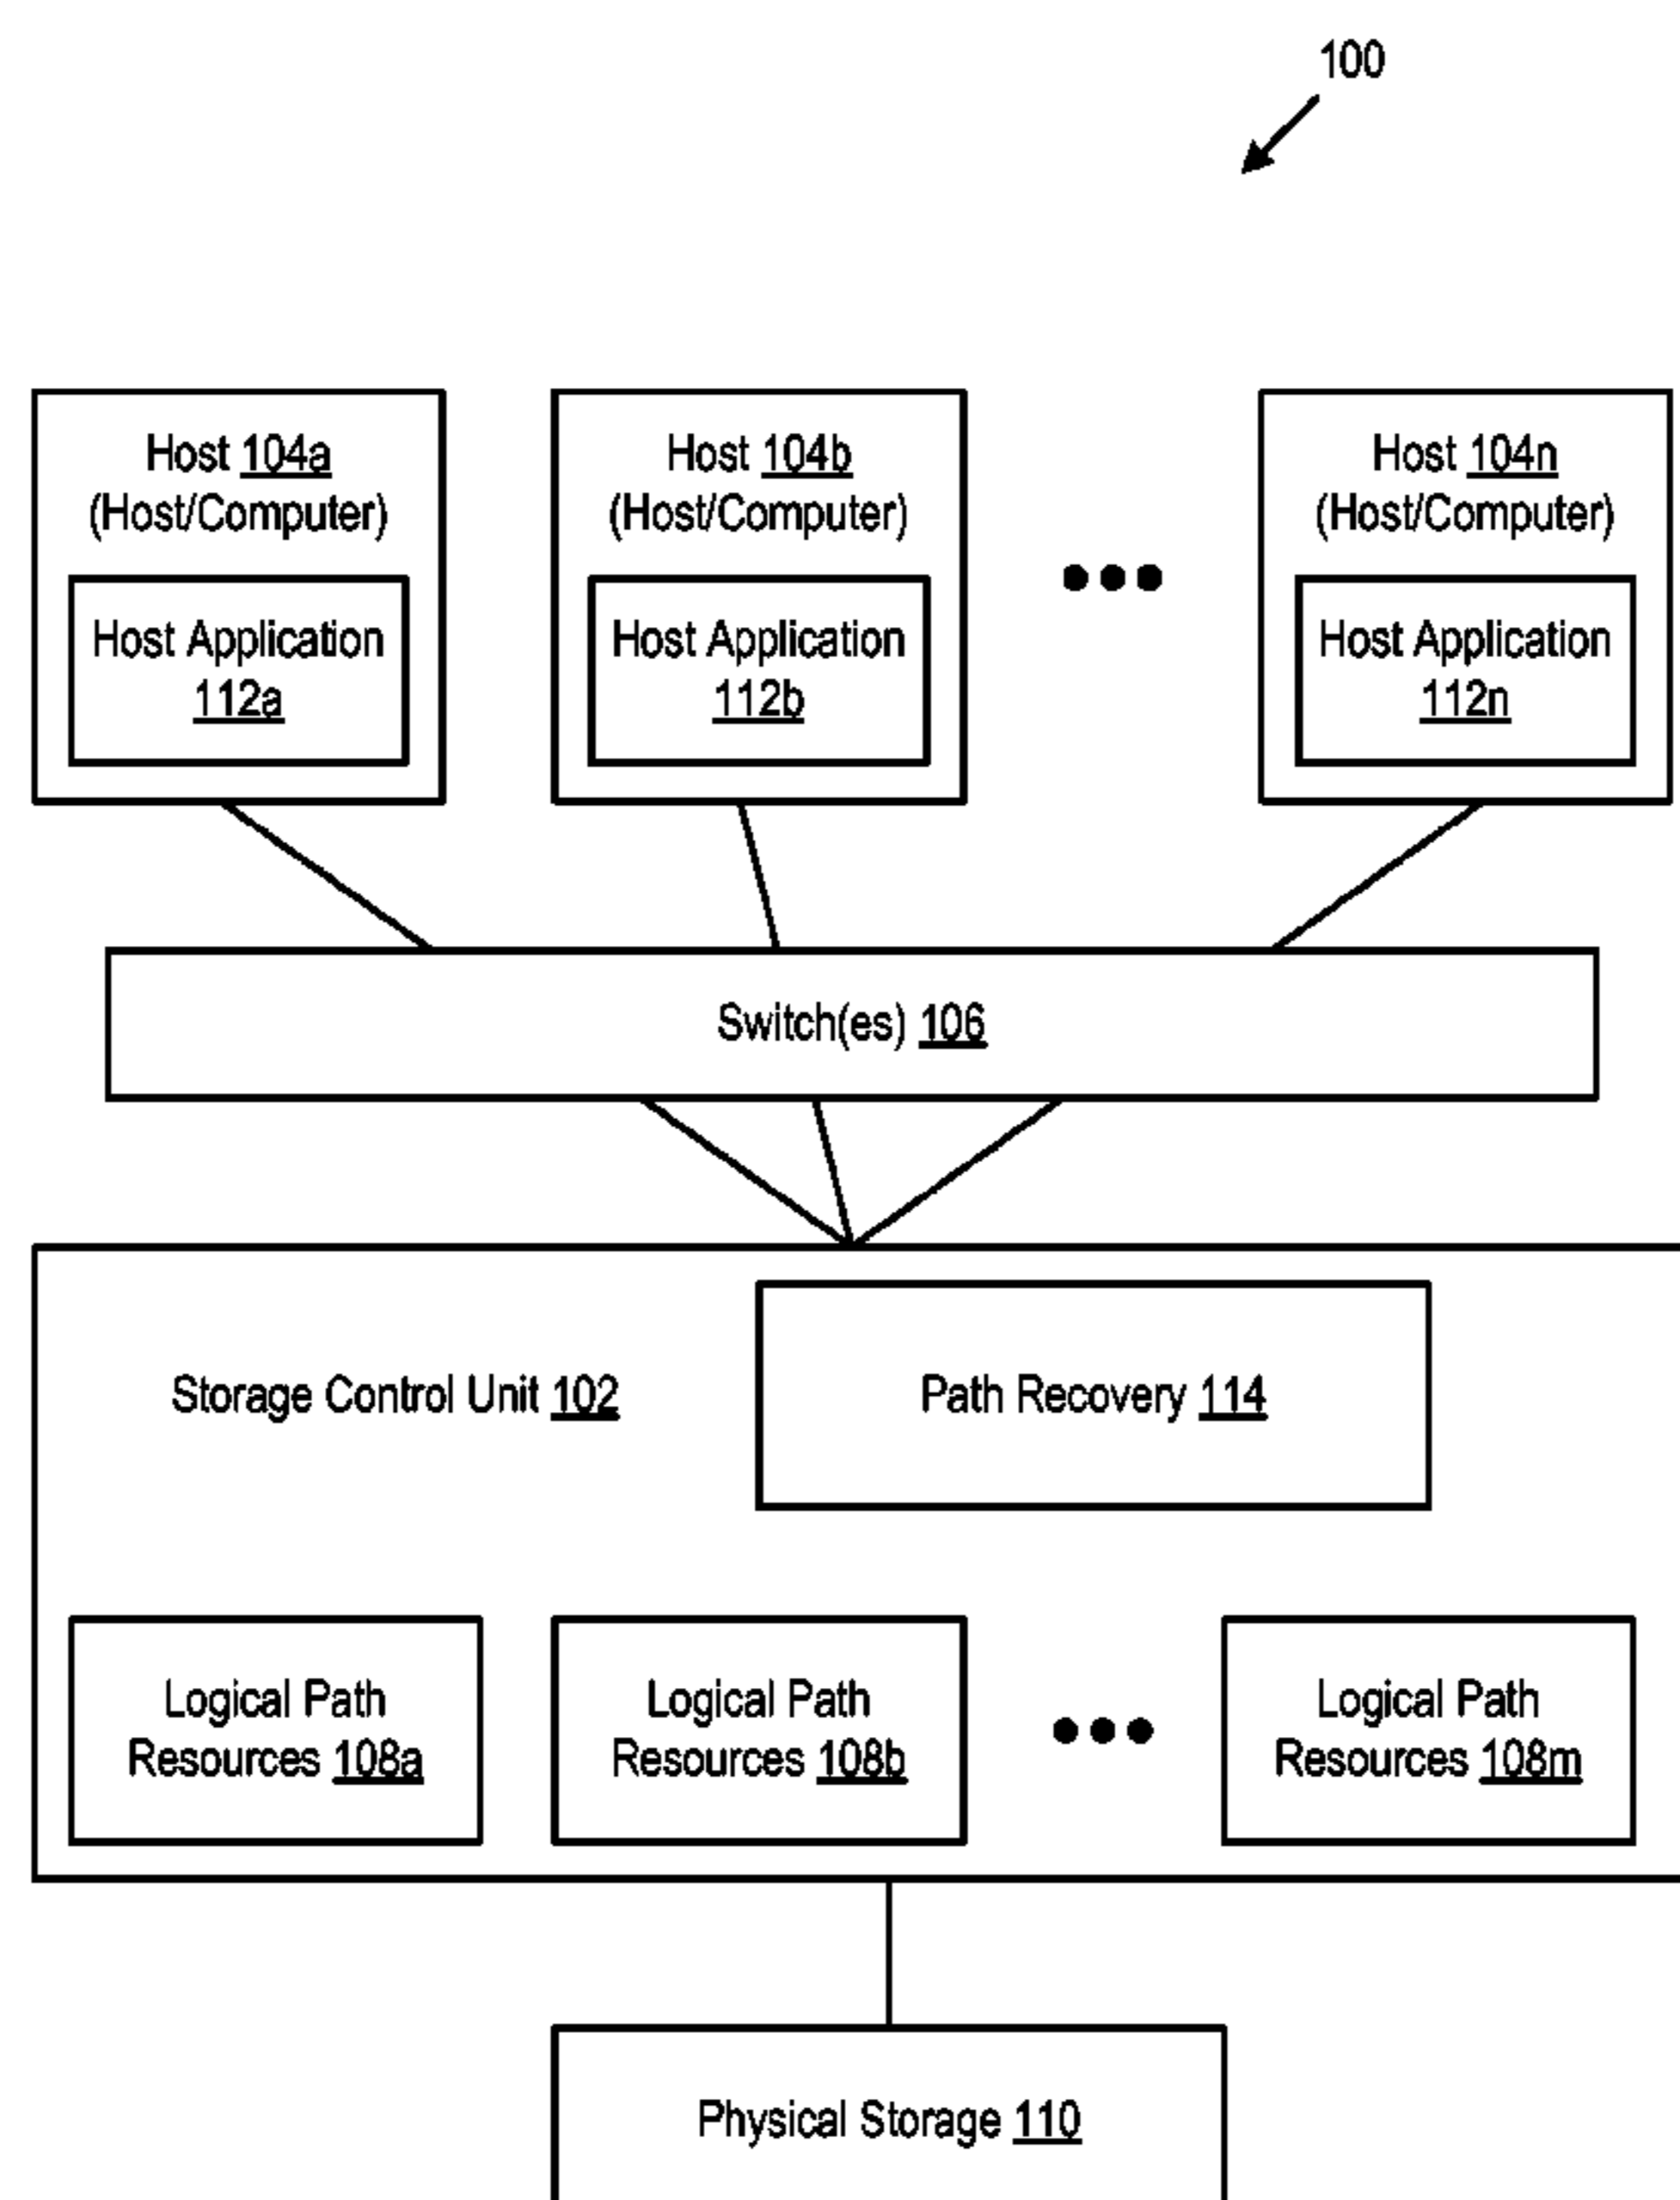 100
Host 104a
(Host/Computer)
Host Application
112a
Host 104b
(Host/Computer)
Host Application
112b
Host 104n
(Host/Computer)
Host Application
112n
Switch(es) 106
Storage Control Unit 102
Path Recovery 114
Logical Path
Resources 108a
Logical Path
Resources 108b
Logical Path
Resources 108m
Physical Storage 110